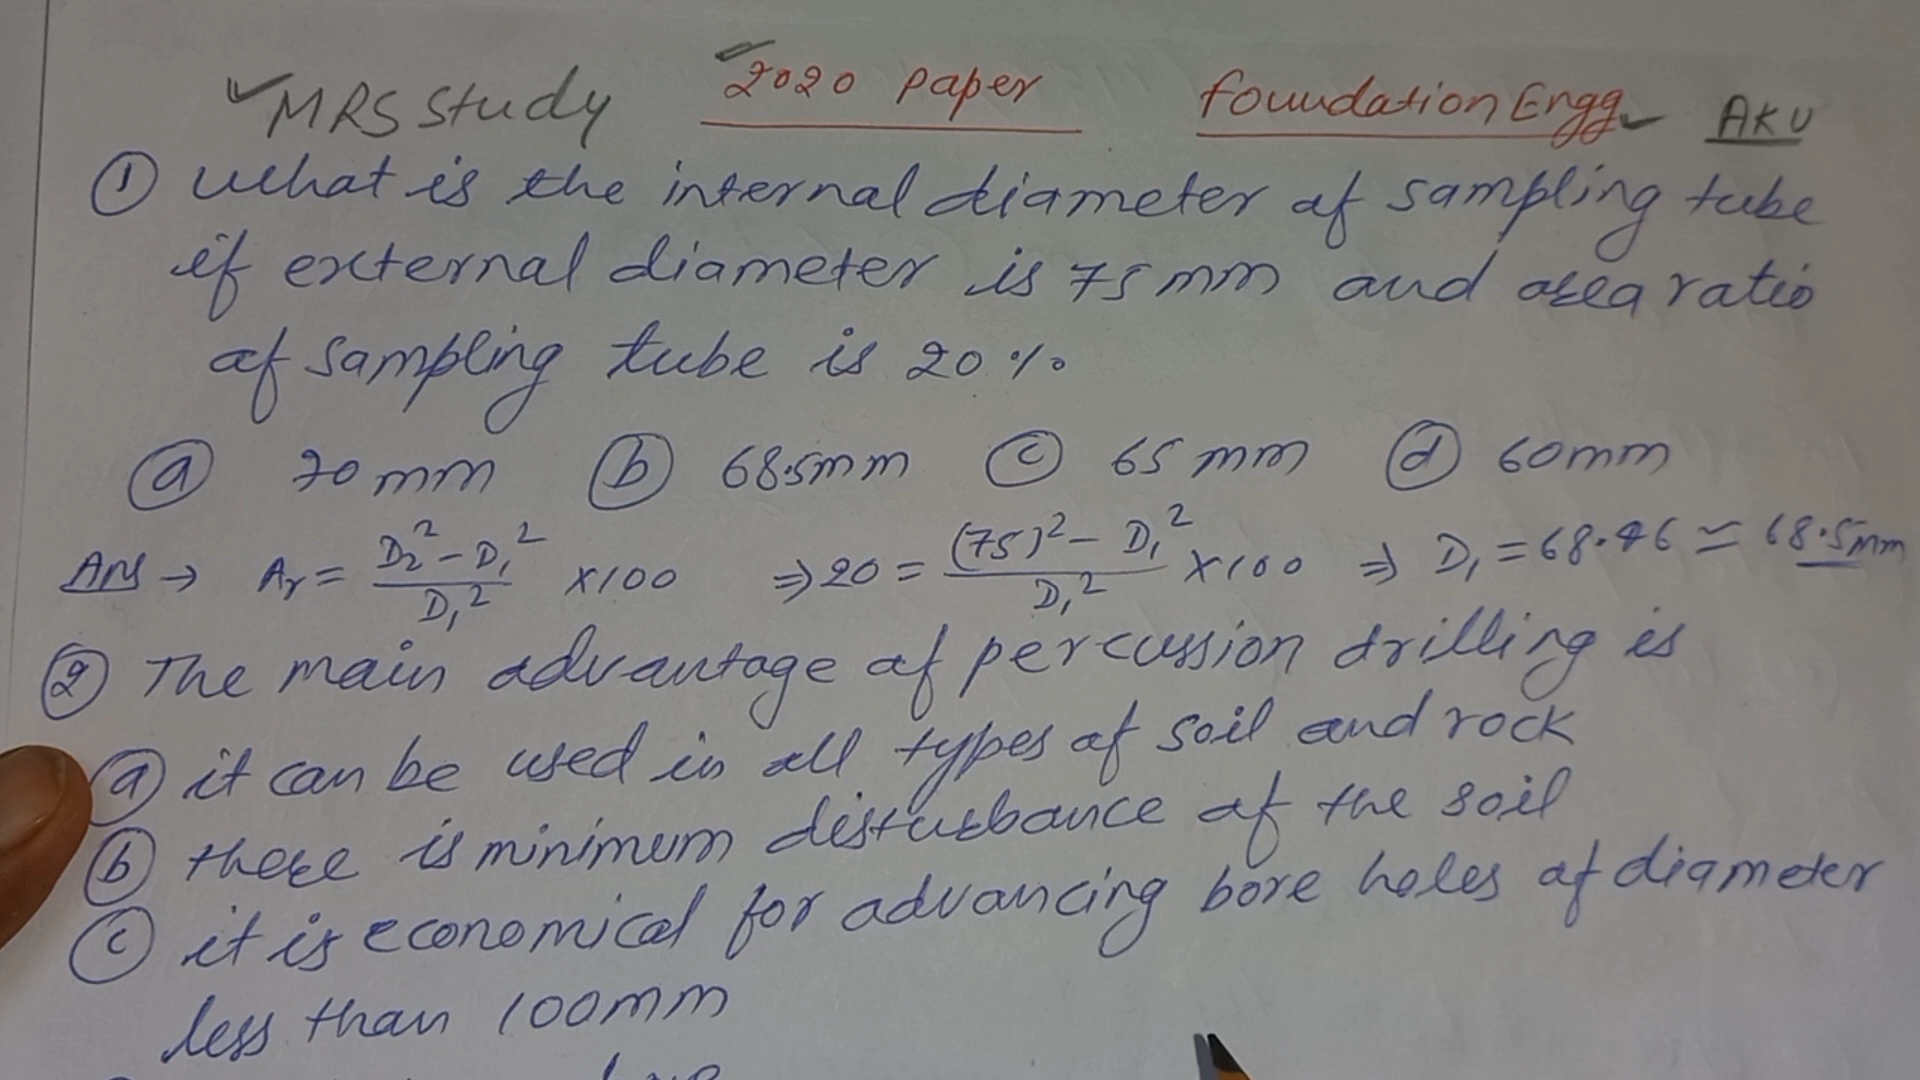 MRS Study 2020 paper foundation Engg AKU
① what is the internal diameter of sampling tube
if external diameter is 75 mm and area ratio
of sampling tube is 20 %.
ⓐ 70 mm ⓑ 68.5mm ⓒ 65 mm ⓓ 60mm
Ans → Ar = (D₂² - D₁²)/D₁² ×100 ⇒ 20 = ((75)² - D₁²)/D₁² ×100 ⇒ D₁ = 68.46 ≃ 68.5mm
② The main advantage of percussion drilling is
ⓐ it can be used in all types of soil and rock
ⓑ there is minimum disturbance of the soil
ⓒ it is economical for advancing bore holes of diameter
less than 100mm